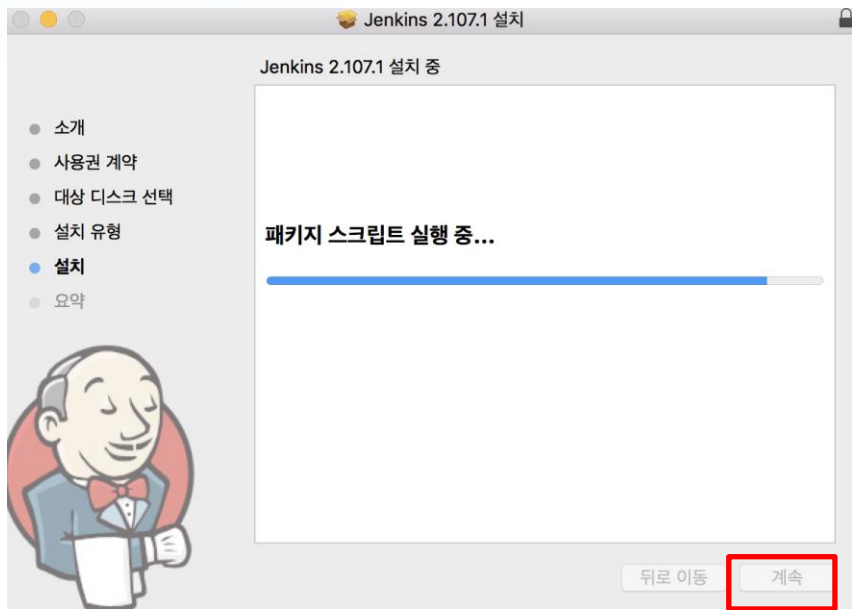 Jenkins 2.107.1 설치
Jenkins 2.107.1 설치 중
소개
사용권 계약
대상 디스크 선택
설치 유형
설치
요약
패키지 스크립트 실행 중...
뒤로 이동
계속